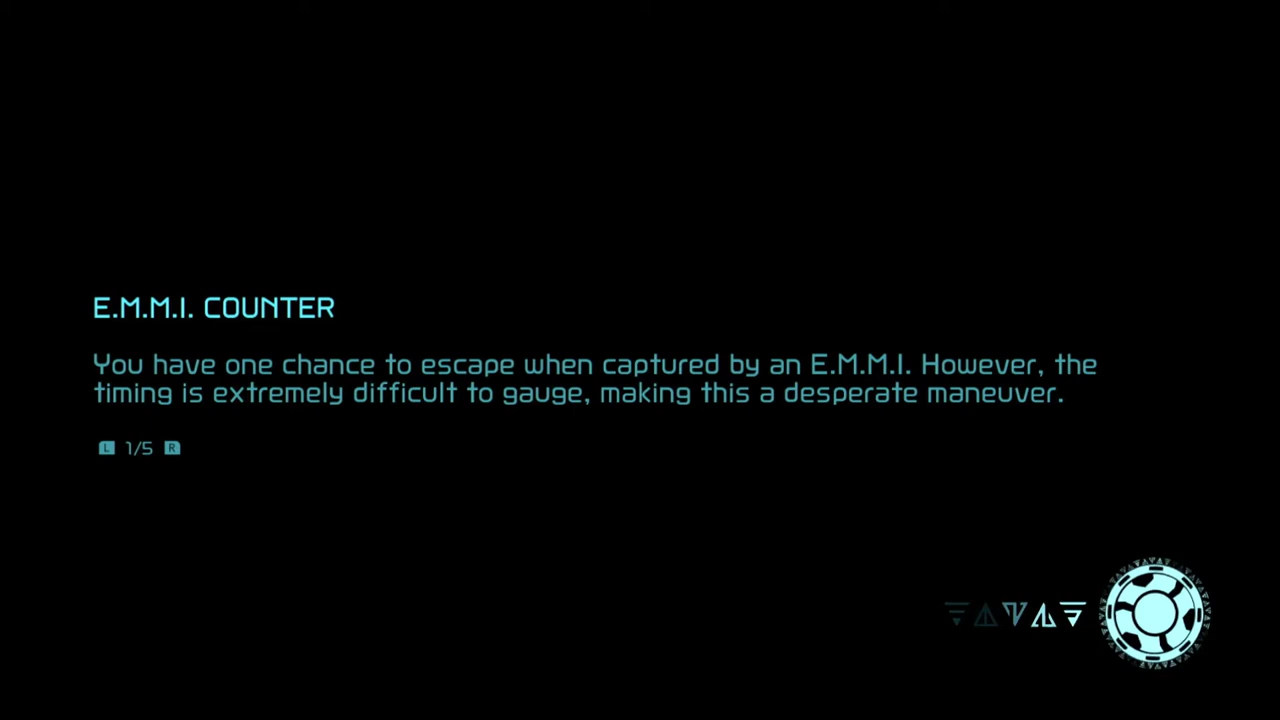 E.M.M.I. COUNTER
You have one chance to escape when captured by an E.M.M.I. However, the
timing is extremely difficult to gauge, making this a desperate maneuver.
L 1/5 R